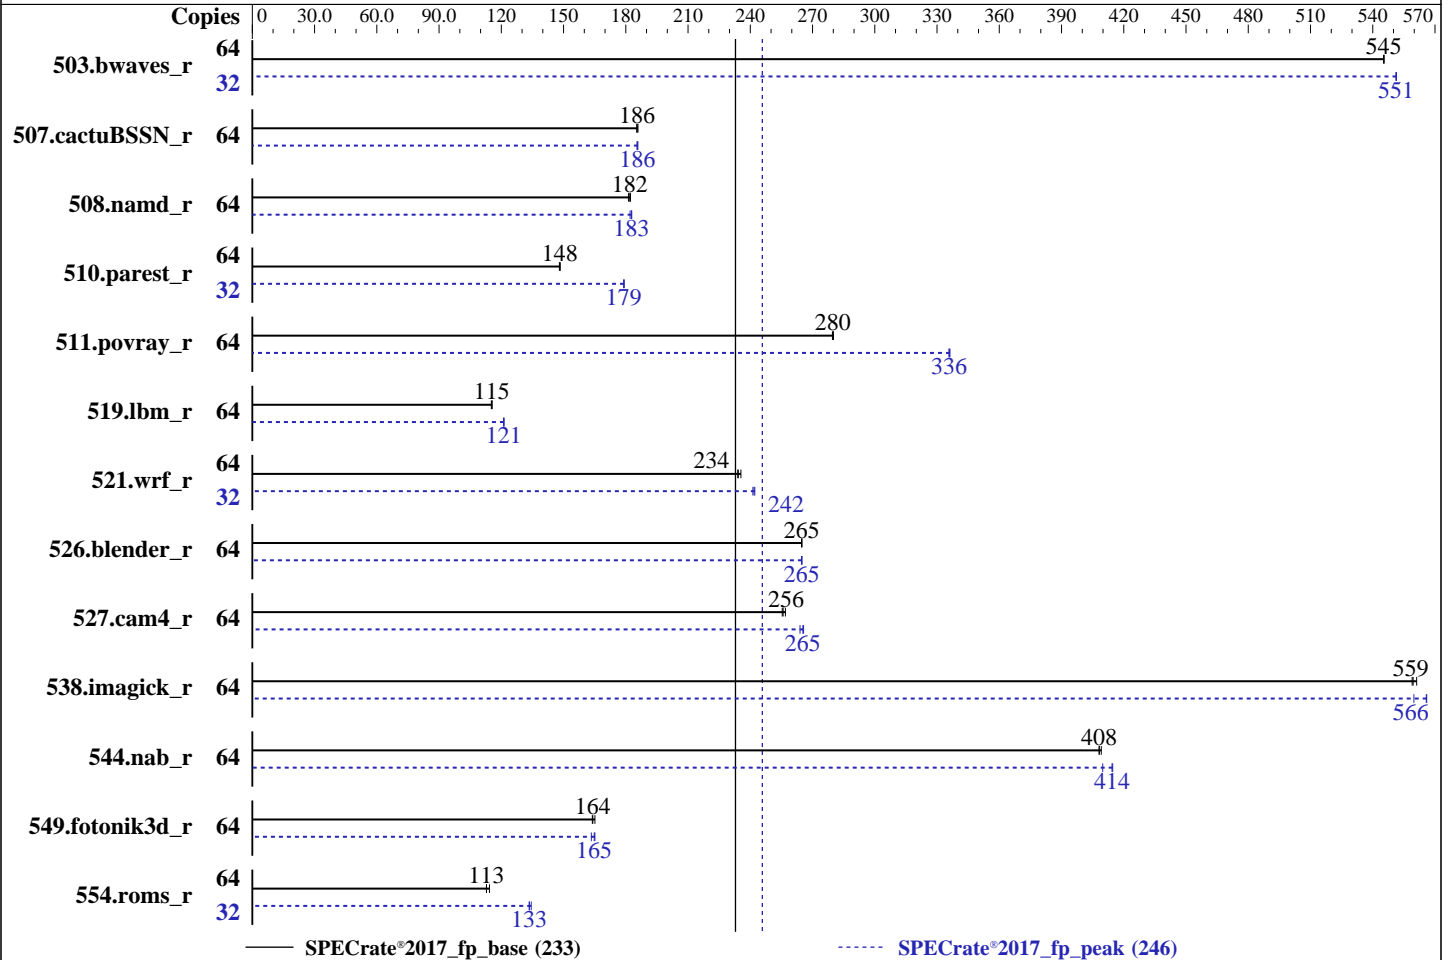 Copies 0 30.0 60.0 90.0 120 150 180 210 240 270 300 330 360 390 420 450 480 510 540 570
503.bwaves_r 64 545
32 551
507.cactuBSSN_r 64 186
186
508.namd_r 64 182
183
510.parest_r 64 148
32 179
511.povray_r 64 280
336
519.lbm_r 64 115
121
521.wrf_r 64 234
32 242
526.blender_r 64 265
265
527.cam4_r 64 256
265
538.imagick_r 64 559
566
544.nab_r 64 408
414
549.fotonik3d_r 64 164
165
554.roms_r 64 113
32 133
SPECrate®2017_fp_base (233) SPECrate®2017_fp_peak (246)